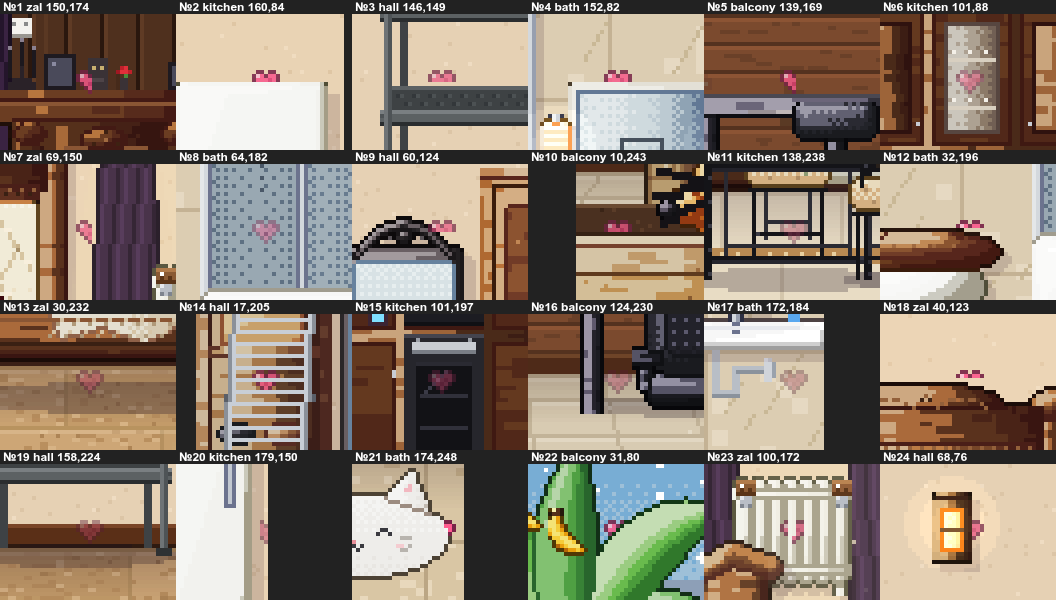 №1 zal 150,174
№2 kitchen 160,84
№3 hall 146,149
№4 bath 152,82
№5 balcony 139,169
№6 kitchen 101,88
№7 zal 69,150
№8 bath 64,182
№9 hall 60,124
№10 balcony 10,243
№11 kitchen 138,238
№12 bath 32,196
№13 zal 30,232
№14 hall 17,205
№15 kitchen 101,197
№16 balcony 124,230
№17 bath 172,184
№18 zal 40,123
№19 hall 158,224
№20 kitchen 179,150
№21 bath 174,248
№22 balcony 31,80
№23 zal 100,172
№24 hall 68,76